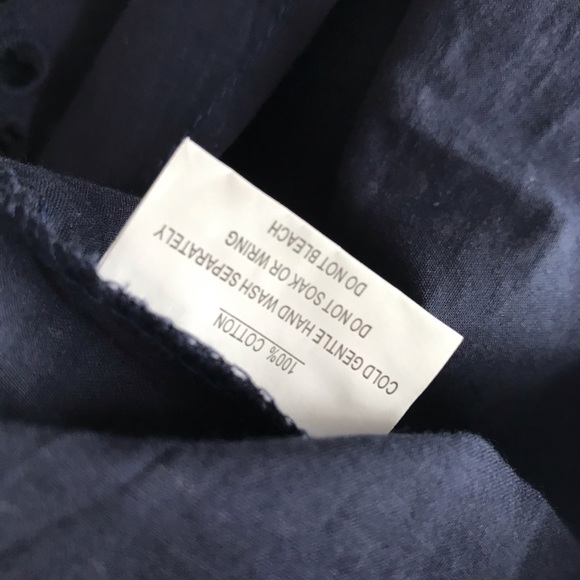 100% COTTON
COLD GENTLE HAND WASH SEPARATELY
DO NOT SOAK OR WRING
DO NOT BLEACH